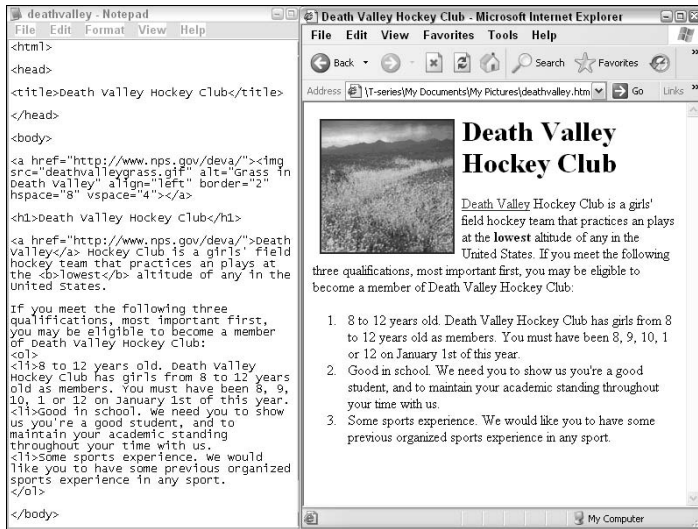 deathvalley - Notepad
File Edit Format View Help
<html>
<head>
<title>Death Valley Hockey Club</title>
</head>
<body>
<a href="http://www.nps.gov/deva/"><img
src="deathvalleygrass.gif" alt="Grass in
Death Valley" align="left" border="2"
hspace="8" vspace="4"></a>
<h1>Death Valley Hockey Club</h1>
<a href="http://www.nps.gov/deva/">Death
Valley</a> Hockey Club is a girls' field
hockey team that practices an plays at
the <b>lowest</b> altitude of any in the
United States.
If you meet the following three
qualifications, most important first,
you may be eligible to become a member
of Death Valley Hockey Club:
<ol>
<li>8 to 12 years old. Death Valley
Hockey Club has girls from 8 to 12 years
old as members. You must have been 8, 9,
10, 1 or 12 on January 1st of this year.
<li>Good in school. We need you to show
us you're a good student, and to
maintain your academic standing
throughout your time with us.
<li>Some sports experience. We would
like you to have some previous organized
sports experience in any sport.
</ol>
</body>
Death Valley Hockey Club - Microsoft Internet Explorer
File Edit View Favorites Tools Help
Back Search Favorites
Address \T-series\My Documents\My Pictures\deathvalley.htm Go Links
Death Valley
Hockey Club
Death Valley Hockey Club is a girls'
field hockey team that practices an plays
at the lowest altitude of any in the
United States. If you meet the following
three qualifications, most important first, you may be eligible to
become a member of Death Valley Hockey Club:
1. 8 to 12 years old. Death Valley Hockey Club has girls from 8
to 12 years old as members. You must have been 8, 9, 10, 1
or 12 on January 1st of this year.
2. Good in school. We need you to show us you're a good
student, and to maintain your academic standing throughout
your time with us.
3. Some sports experience. We would like you to have some
previous organized sports experience in any sport.
My Computer